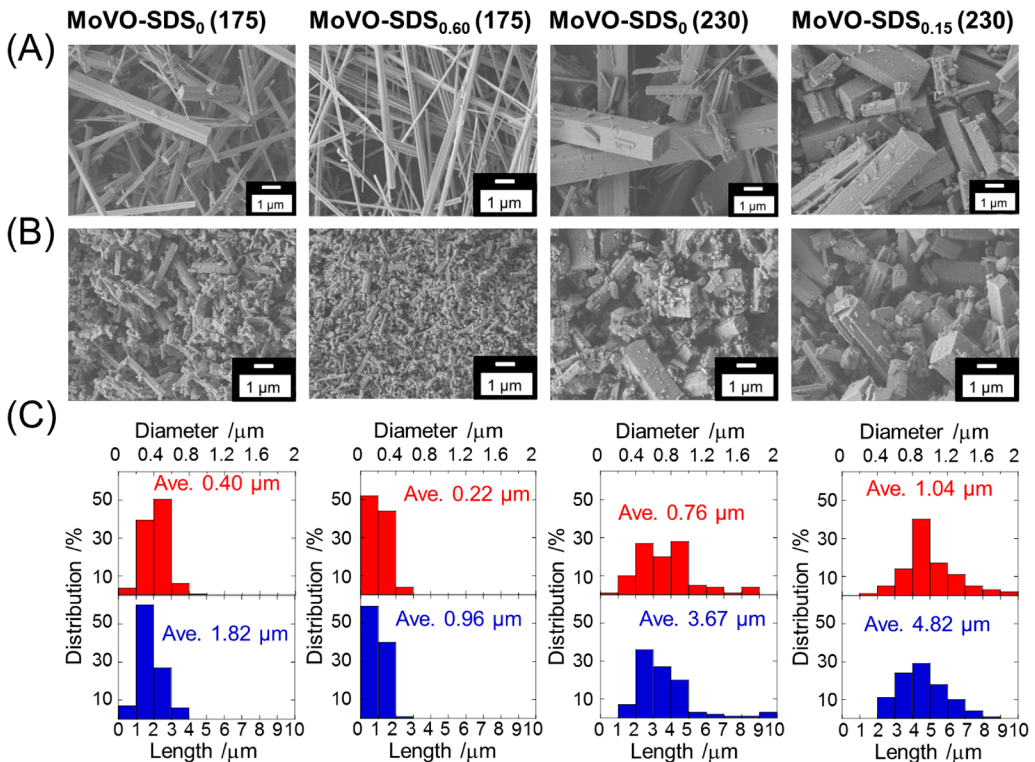 MoVO-SDS0 (175) MoVO-SDS0.60 (175) MoVO-SDS0 (230) MoVO-SDS0.15 (230)
(A)
1 μm 1 μm 1 μm 1 μm
(B)
1 μm 1 μm 1 μm 1 μm
(C)
Diameter /μm Diameter /μm Diameter /μm Diameter /μm
0 0.4 0.8 1.2 1.6 2 0 0.4 0.8 1.2 1.6 2 0 0.4 0.8 1.2 1.6 2 0 0.4 0.8 1.2 1.6 2
Ave. 0.40 μm Ave. 0.22 μm Ave. 0.76 μm Ave. 1.04 μm
50 50 50 50
30 30 30 30
10 10 10 10
Distribution /% Distribution /% Distribution /% Distribution /%
Ave. 1.82 μm Ave. 0.96 μm Ave. 3.67 μm Ave. 4.82 μm
50 50 50 50
30 30 30 30
10 10 10 10
0 1 2 3 4 5 6 7 8 9 10 0 1 2 3 4 5 6 7 8 9 10 0 1 2 3 4 5 6 7 8 9 10 0 1 2 3 4 5 6 7 8 9 10
Length /μm Length /μm Length /μm Length /μm